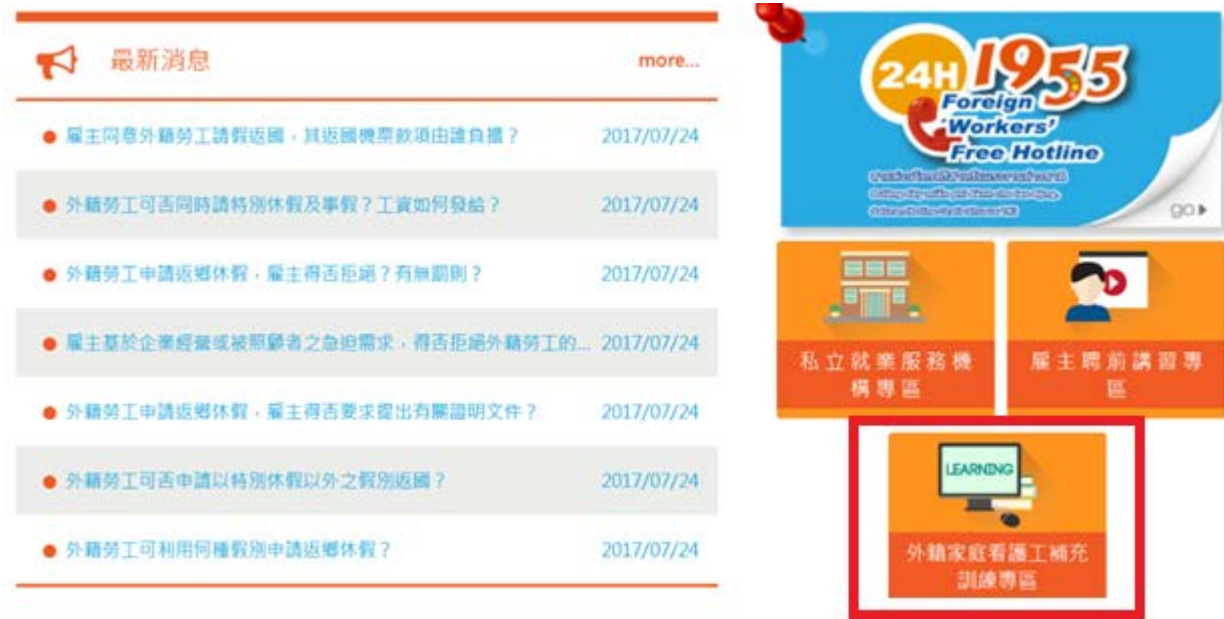 最新消息
more...
雇主同意外籍勞工請假返國，其返國機票款項由誰負擔？ 2017/07/24
外籍勞工可否同時請特別休假及事假？工資如何發給？ 2017/07/24
外籍勞工申請返鄉休假，雇主得否拒絕？有無罰則？ 2017/07/24
雇主基於企業經營或被照顧者之急迫需求，得否拒絕外籍勞工的... 2017/07/24
外籍勞工申請返鄉休假，雇主得否要求提出有關證明文件？ 2017/07/24
外籍勞工可否申請以特別休假以外之假別返國？ 2017/07/24
外籍勞工可利用何種假別申請返鄉休假？ 2017/07/24
24H 1955
Foreign
Workers'
Free Hotline
go
私立就業服務機
構專區
雇主聘前講習專
區
LEARNING
外籍家庭看護工補充
訓練專區